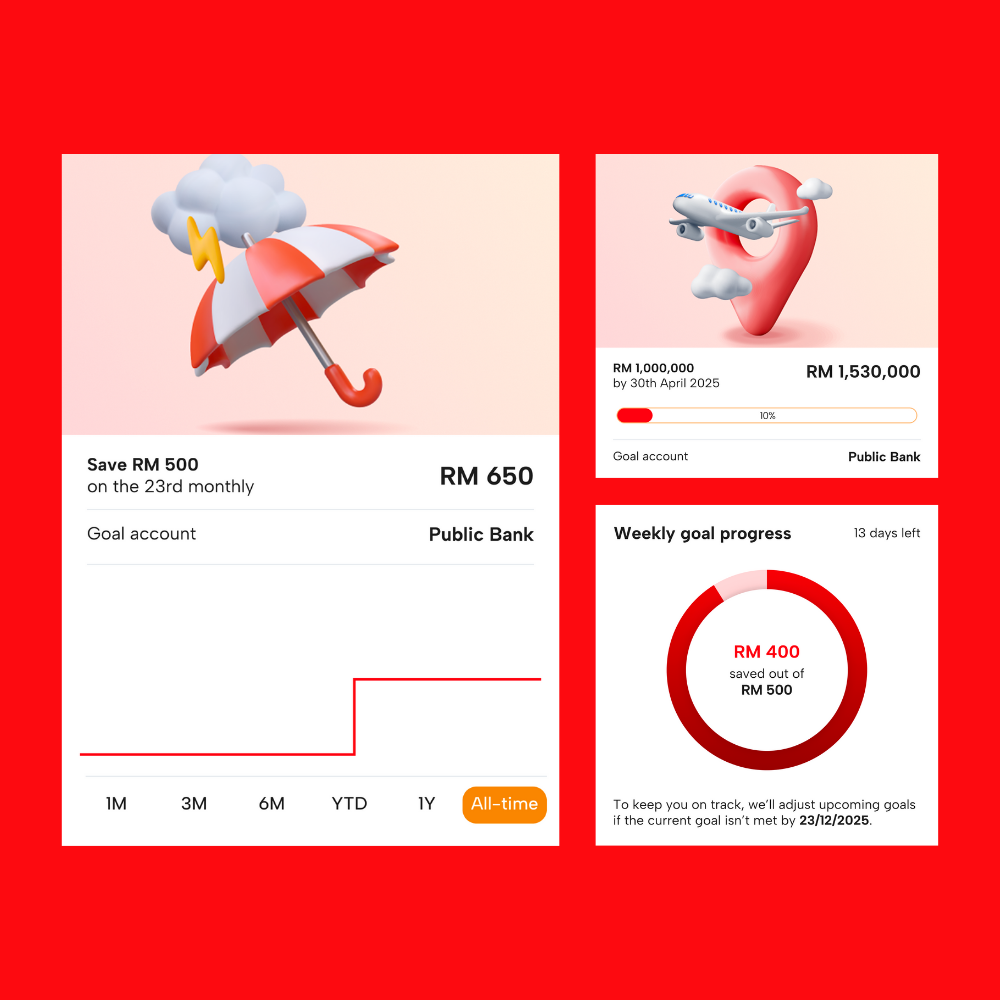 Save RM 500
on the 23rd monthly
RM 650
Goal account
Public Bank
1M 3M 6M YTD 1Y All-time
RM 1,000,000
by 30th April 2025
RM 1,530,000
10%
Goal account
Public Bank
Weekly goal progress
13 days left
RM 400
saved out of
RM 500
To keep you on track, we'll adjust upcoming goals
if the current goal isn't met by 23/12/2025.